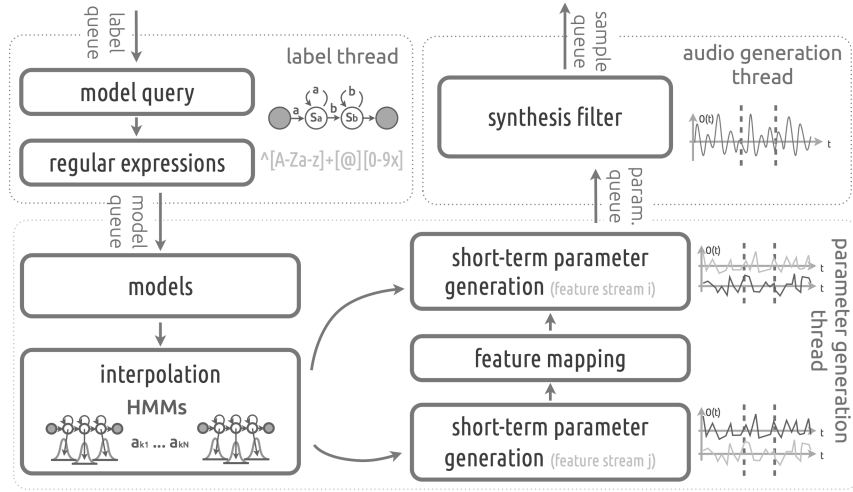 label
queue
label thread
model query
a
b
a
Sa
b
Sb
regular expressions
^[A-Za-z]+[@][0-9x]
model
queue
models
interpolation
HMMs
ak1 ... akN
sample
queue
audio generation
thread
synthesis filter
O(t)
t
param.
queue
short-term parameter
generation (feature stream i)
O(t)
t
t
feature mapping
short-term parameter
generation (feature stream j)
O(t)
t
t
parameter generation
thread